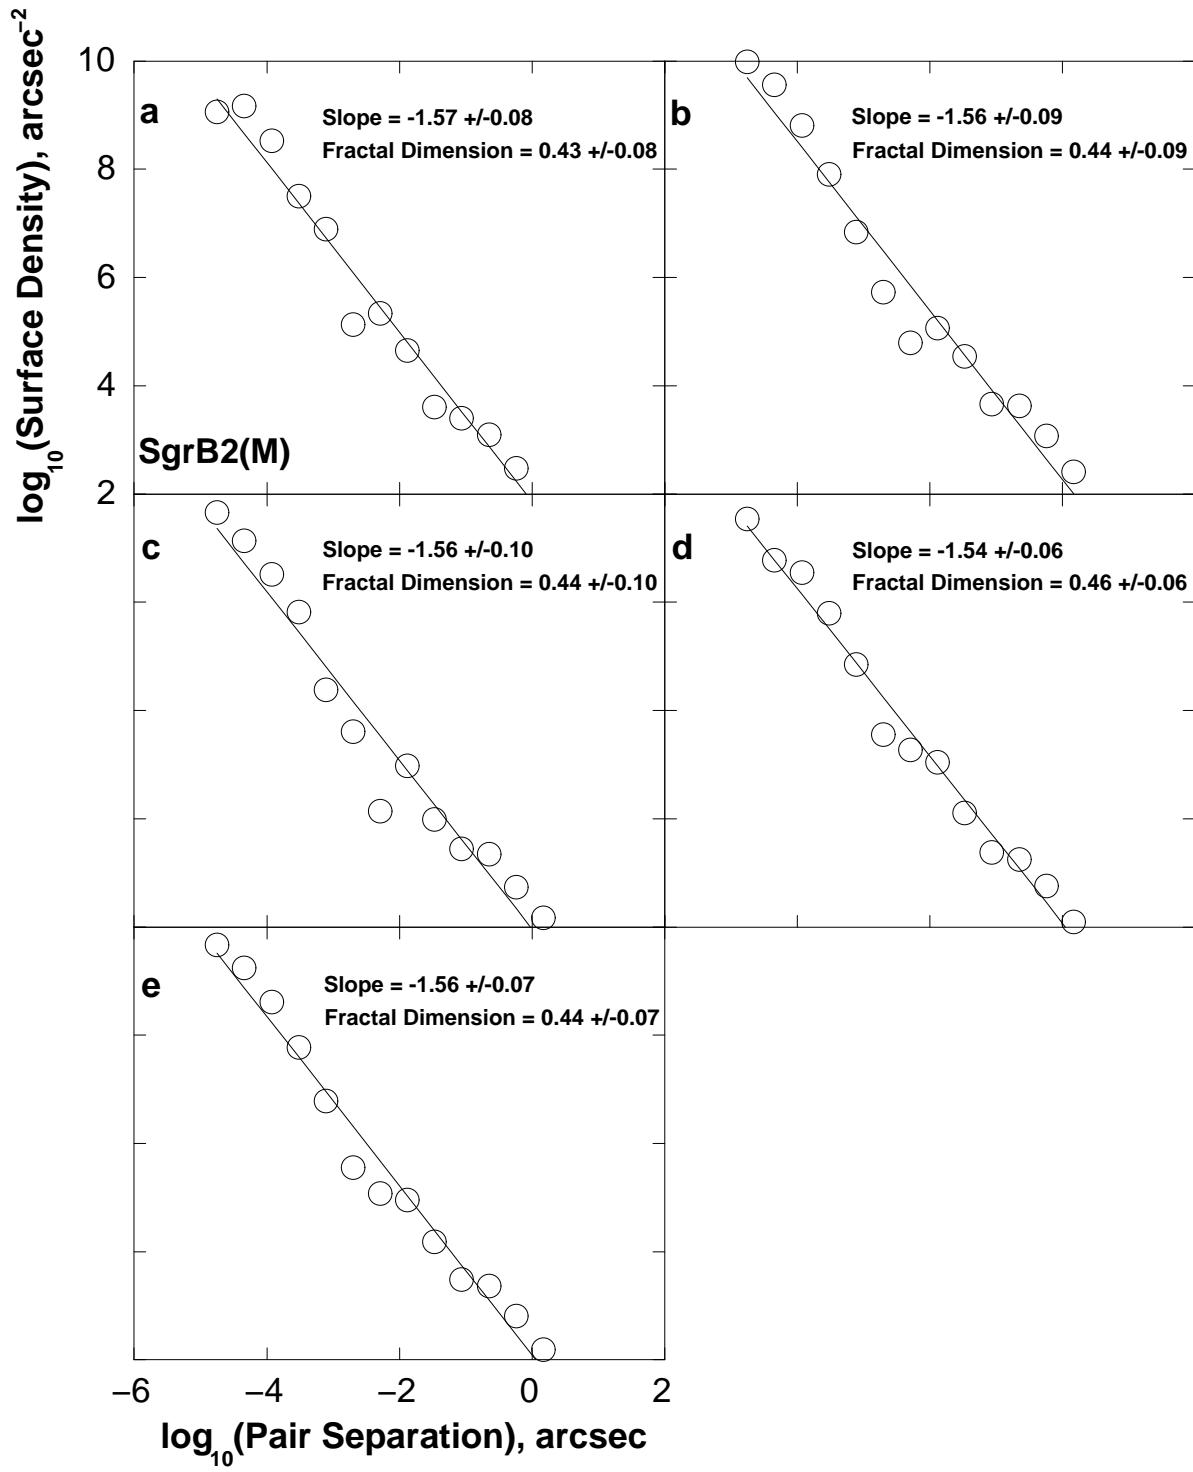 log10(Surface Density), arcsec−2
10
8
6
4
2
a
Slope = -1.57 +/-0.08
Fractal Dimension = 0.43 +/-0.08
SgrB2(M)
b
Slope = -1.56 +/-0.09
Fractal Dimension = 0.44 +/-0.09
c
Slope = -1.56 +/-0.10
Fractal Dimension = 0.44 +/-0.10
d
Slope = -1.54 +/-0.06
Fractal Dimension = 0.46 +/-0.06
e
Slope = -1.56 +/-0.07
Fractal Dimension = 0.44 +/-0.07
−6 −4 −2 0 2
log10(Pair Separation), arcsec